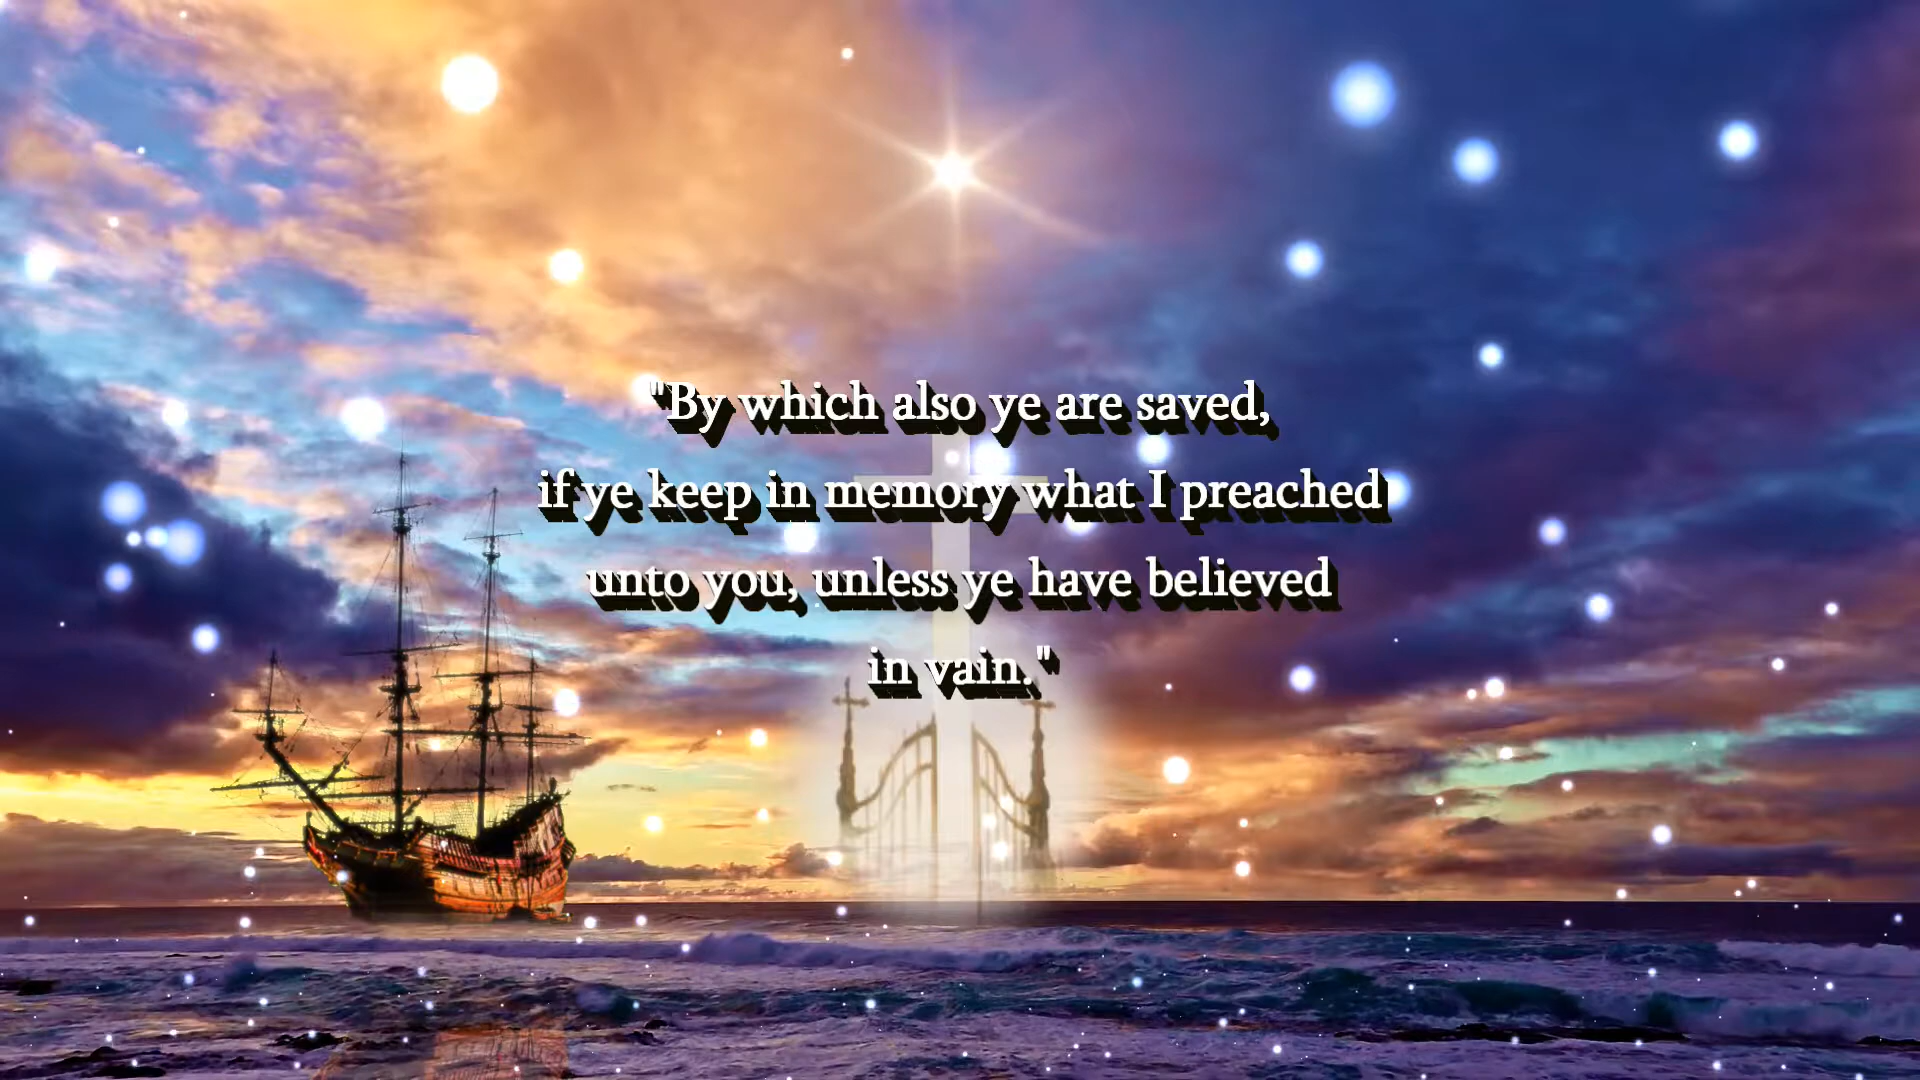 "By which also ye are saved,
if ye keep in memory what I preached
unto you, unless ye have believed
in vain."